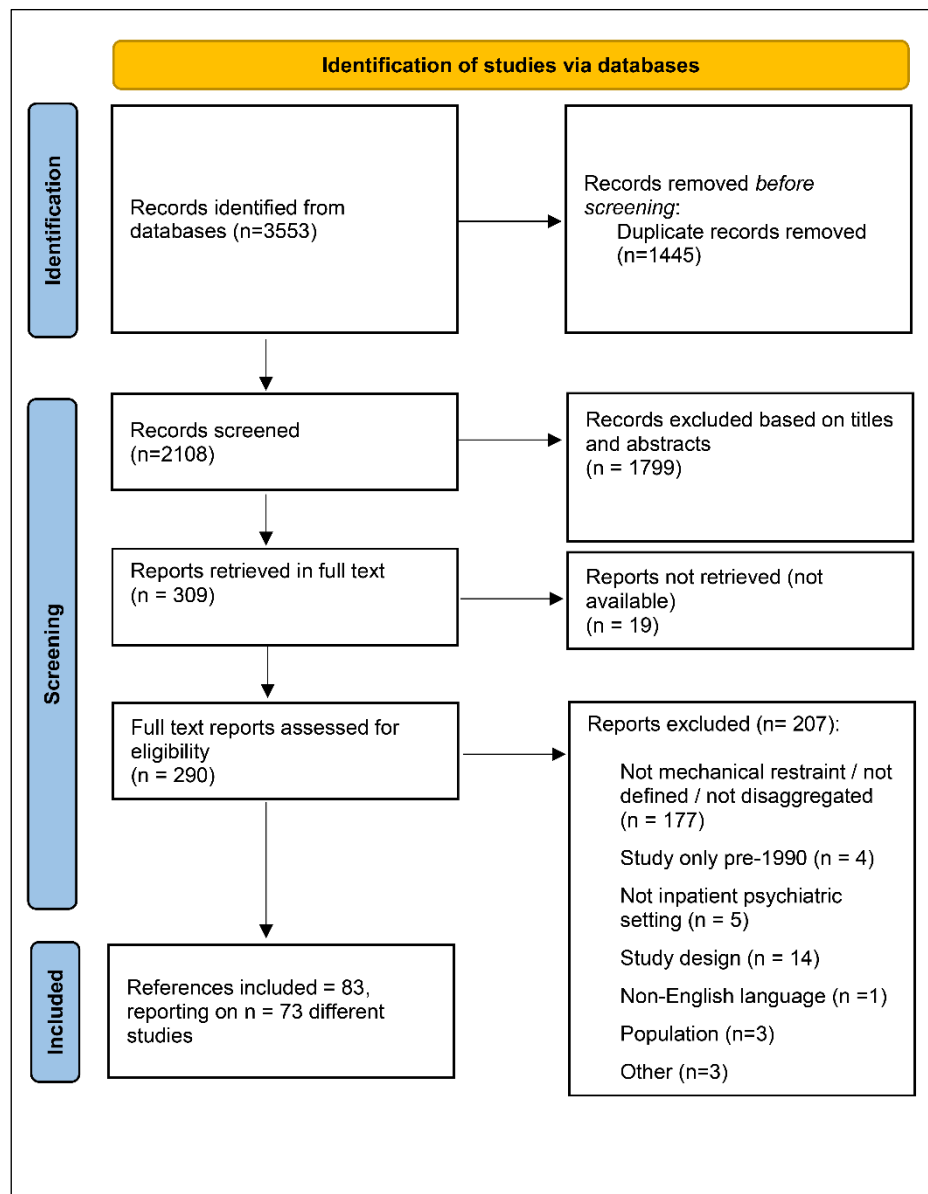 Identification of studies via databases
Identification
Records identified from
databases (n=3553)
Records removed before
screening:
Duplicate records removed
(n=1445)
Screening
Records screened
(n=2108)
Records excluded based on titles
and abstracts
(n = 1799)
Reports retrieved in full text
(n = 309)
Reports not retrieved (not
available)
(n = 19)
Full text reports assessed for
eligibility
(n = 290)
Reports excluded (n= 207):
Not mechanical restraint / not
defined / not disaggregated
(n = 177)
Study only pre-1990 (n = 4)
Not inpatient psychiatric
setting (n = 5)
Study design (n = 14)
Non-English language (n =1)
Population (n=3)
Other (n=3)
Included
References included = 83,
reporting on n = 73 different
studies